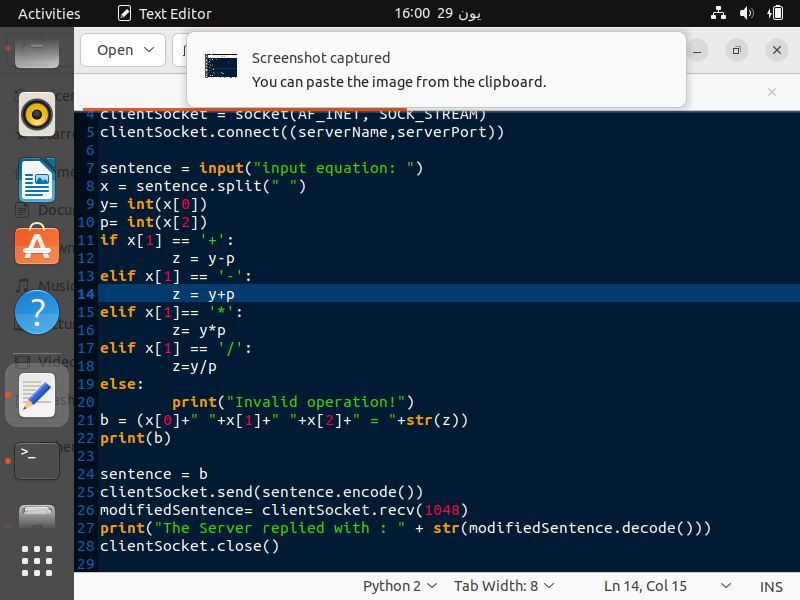 Activities
Text Editor
16:00 29 يون
Open
Screenshot captured
You can paste the image from the clipboard.
4 clientSocket = socket(AF_INET, SOCK_STREAM)
5 clientSocket.connect((serverName,serverPort))
6
7 sentence = input("input equation: ")
8 x = sentence.split(" ")
9 y= int(x[0])
10 p= int(x[2])
11 if x[1] == '+':
12 z = y-p
13 elif x[1] == '-':
14 z = y+p
15 elif x[1]== '*':
16 z= y*p
17 elif x[1] == '/':
18 z=y/p
19 else:
20 print("Invalid operation!")
21 b = (x[0]+" "+x[1]+" "+x[2]+" = "+str(z))
22 print(b)
23
24 sentence = b
25 clientSocket.send(sentence.encode())
26 modifiedSentence= clientSocket.recv(1048)
27 print("The Server replied with : " + str(modifiedSentence.decode()))
28 clientSocket.close()
29
Python 2
Tab Width: 8
Ln 14, Col 15
INS